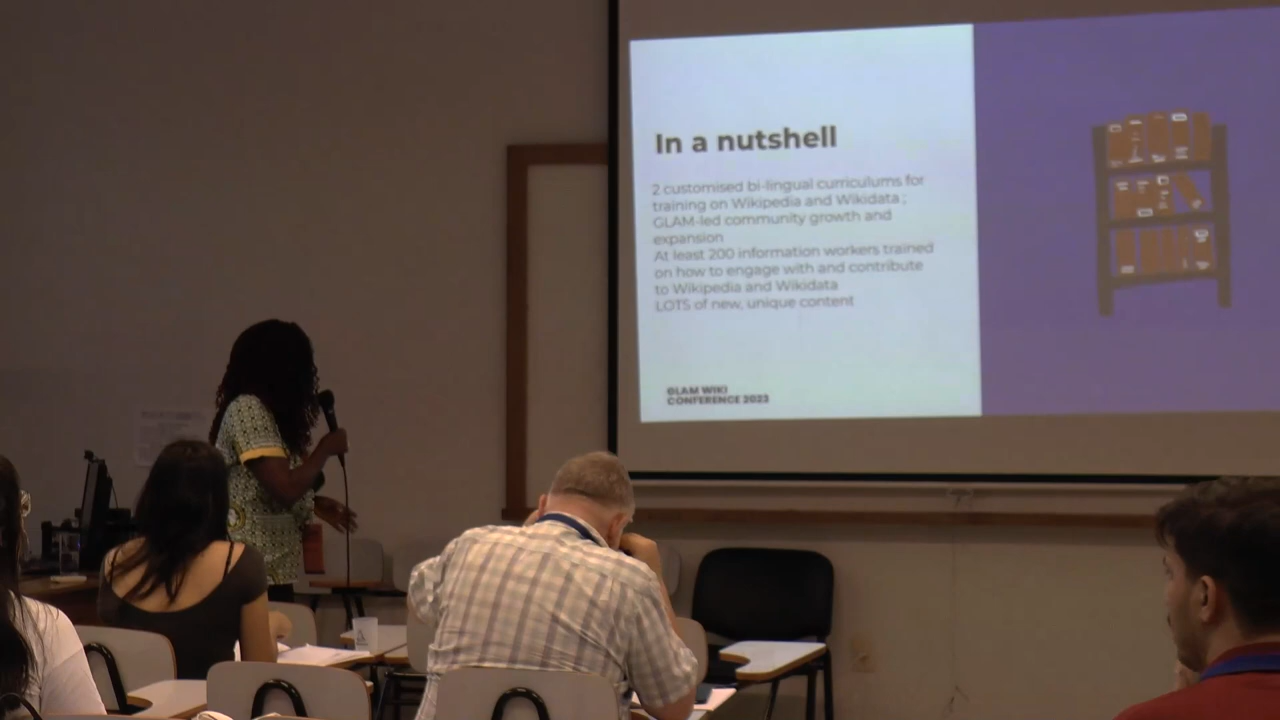 In a nutshell
2 customised bi-lingual curriculums for
training on Wikipedia and Wikidata ;
GLAM-led community growth and
expansion
At least 200 information workers trained
on how to engage with and contribute
to Wikipedia and Wikidata
LOTS of new, unique content
GLAM WIKI
CONFERENCE 2023